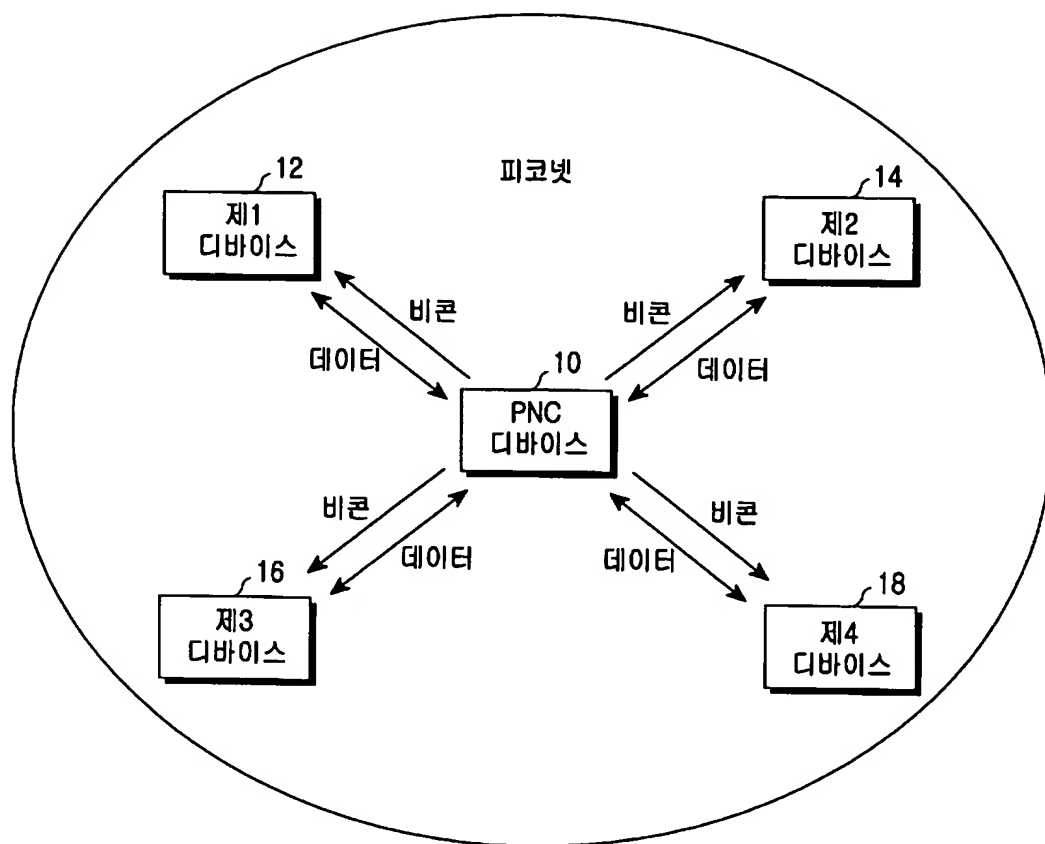 피코넷
12
제1
디바이스
14
제2
디바이스
비콘
데이터
비콘
데이터
10
PNC
디바이스
비콘
데이터
비콘
데이터
16
제3
디바이스
18
제4
디바이스